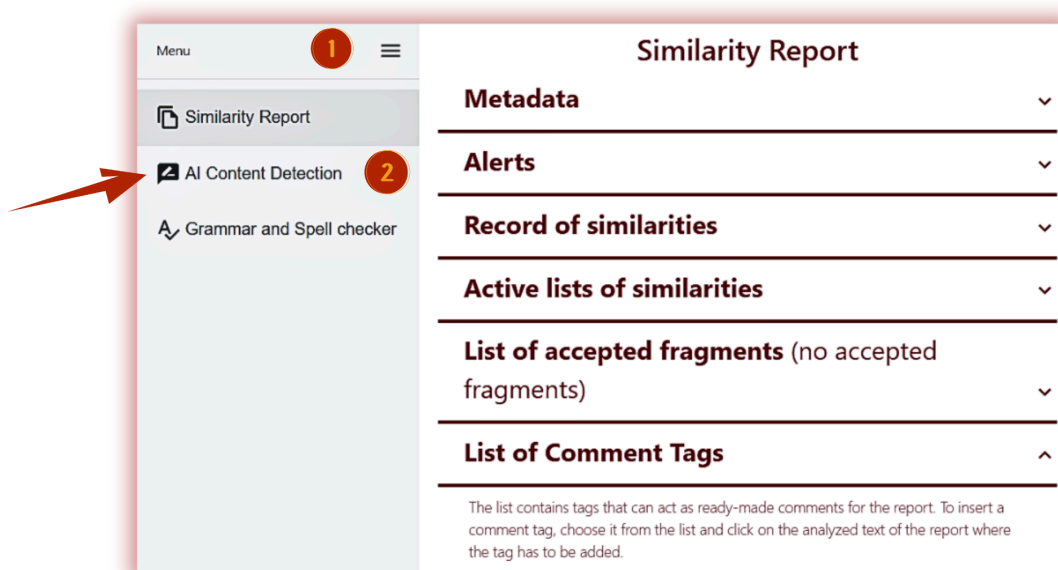 Menu
1
Similarity Report
AI Content Detection
2
Grammar and Spell checker
Similarity Report
Metadata
Alerts
Record of similarities
Active lists of similarities
List of accepted fragments (no accepted
fragments)
List of Comment Tags
The list contains tags that can act as ready-made comments for the report. To insert a
comment tag, choose it from the list and click on the analyzed text of the report where
the tag has to be added.